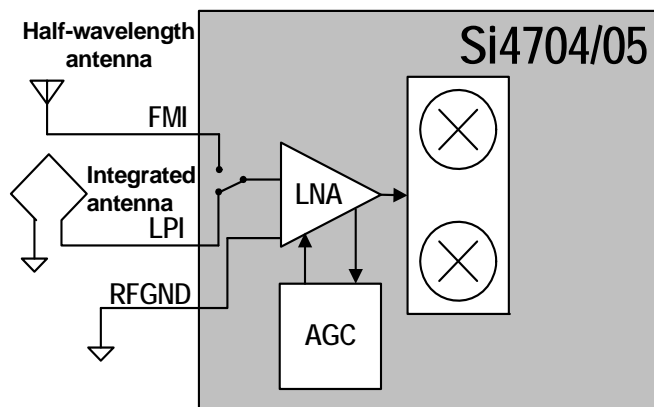 Half-wavelength
antenna
Si4704/05
FMI
Integrated
antenna
LPI
LNA
RFGND
AGC